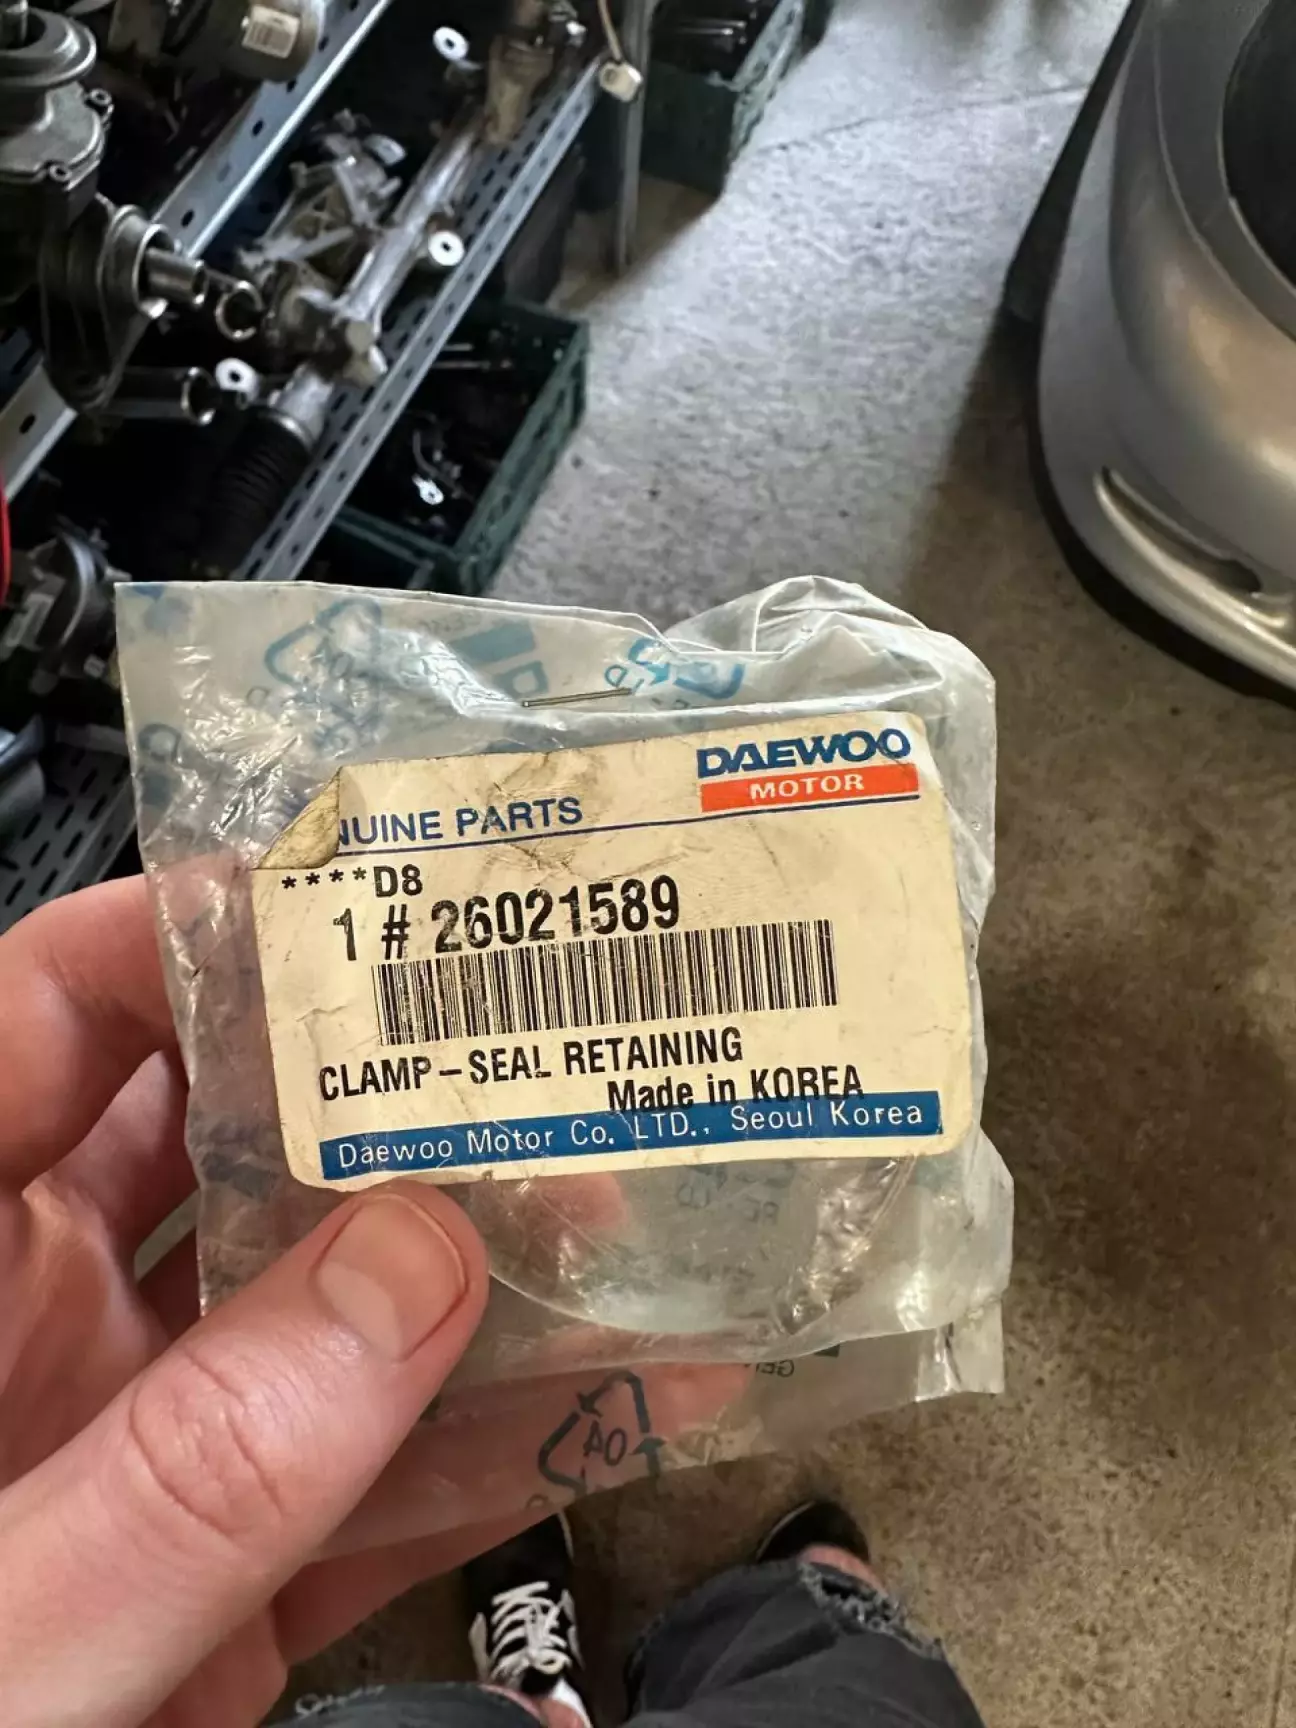 DAEWOO
MOTOR
NUINE PARTS
****D8
1 # 26021589
CLAMP-SEAL RETAINING
Made in KOREA
Daewoo Motor Co. LTD., Seoul Korea